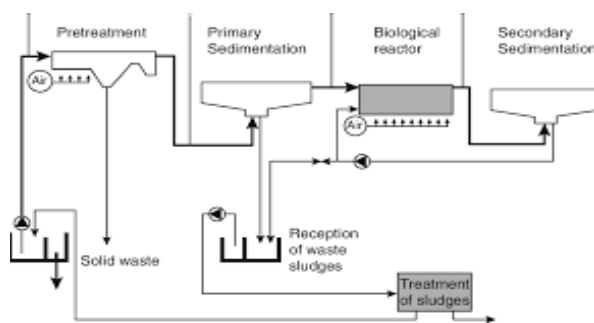 Pretreatment
Primary
Sedimentation
Biological
reactor
Secondary
Sedimentation
Air
Air
Solid waste
Reception
of waste
sludges
Treatment
of sludges